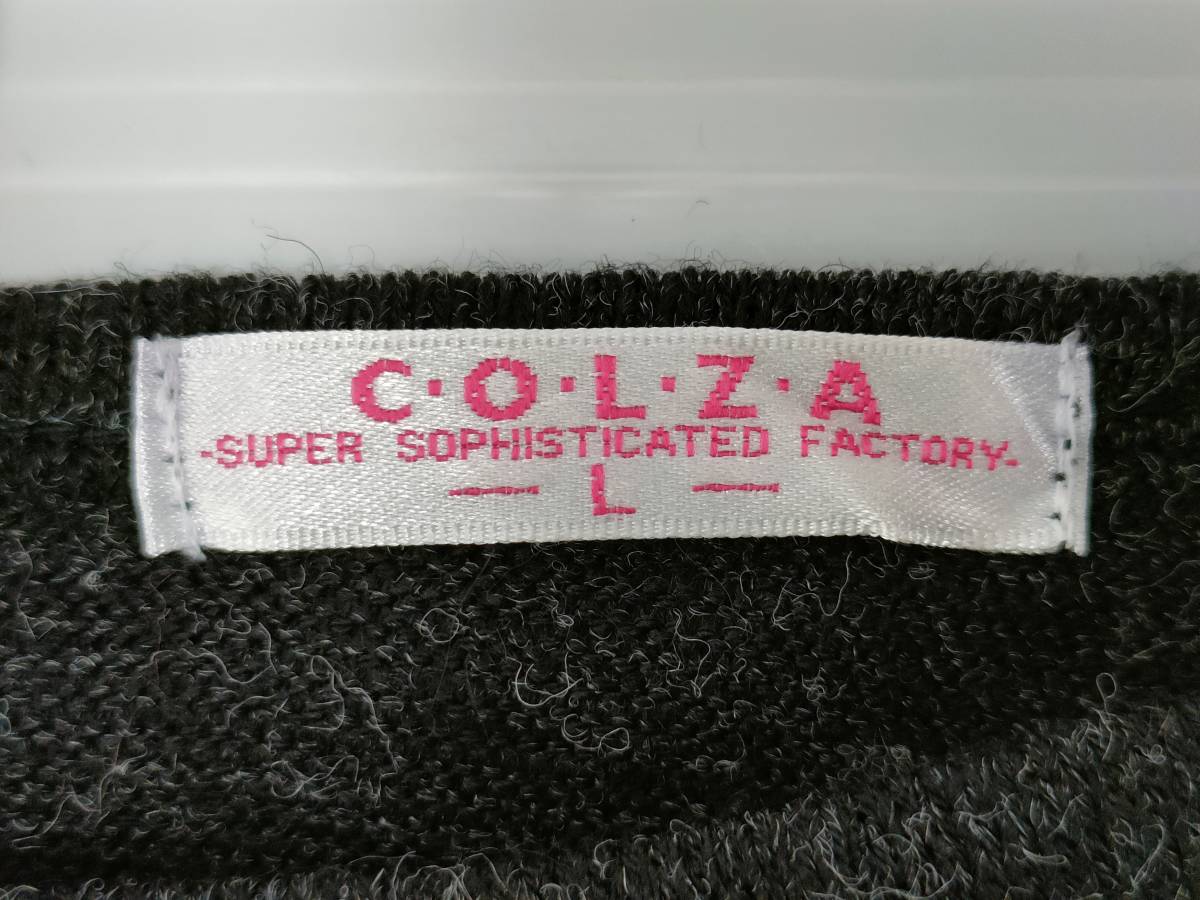 C·O·L·Z·A
-SUPER SOPHISTICATED FACTORY-
— L —